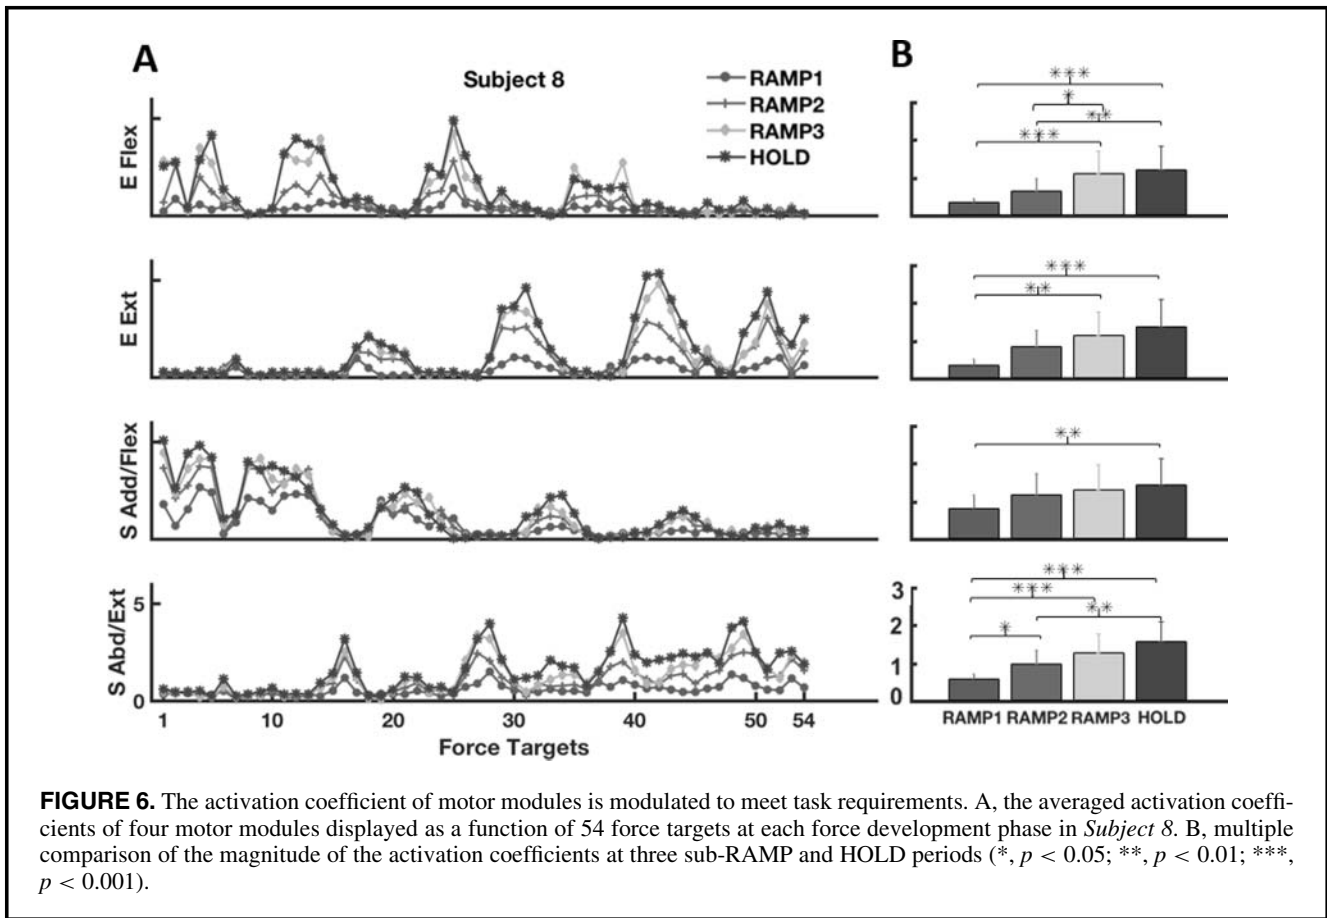 A
B
Subject 8
RAMP1
RAMP2
RAMP3
HOLD
E Flex
***
*
**
***
E Ext
***
**
S Add/Flex
**
S Abd/Ext
5
0
1
10
20
30
40
50
54
Force Targets
***
***
**
*
3
2
1
0
RAMP1 RAMP2 RAMP3 HOLD
FIGURE 6. The activation coefficient of motor modules is modulated to meet task requirements. A, the averaged activation coeffi-
cients of four motor modules displayed as a function of 54 force targets at each force development phase in Subject 8. B, multiple
comparison of the magnitude of the activation coefficients at three sub-RAMP and HOLD periods (*, p < 0.05; **, p < 0.01; ***,
p < 0.001).